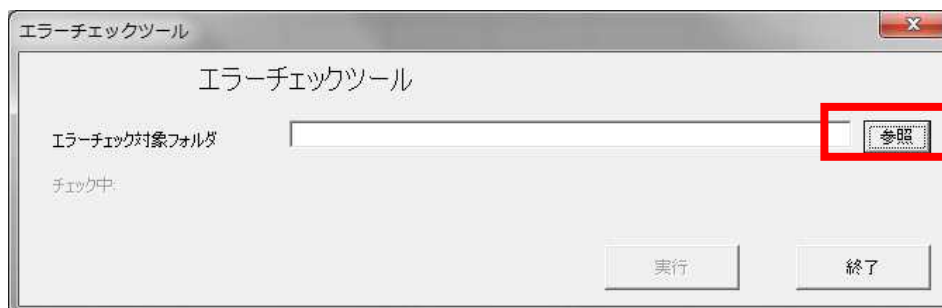 エラーチェックツール
エラーチェックツール
エラーチェック対象フォルダ
参照
チェック中:
実行
終了